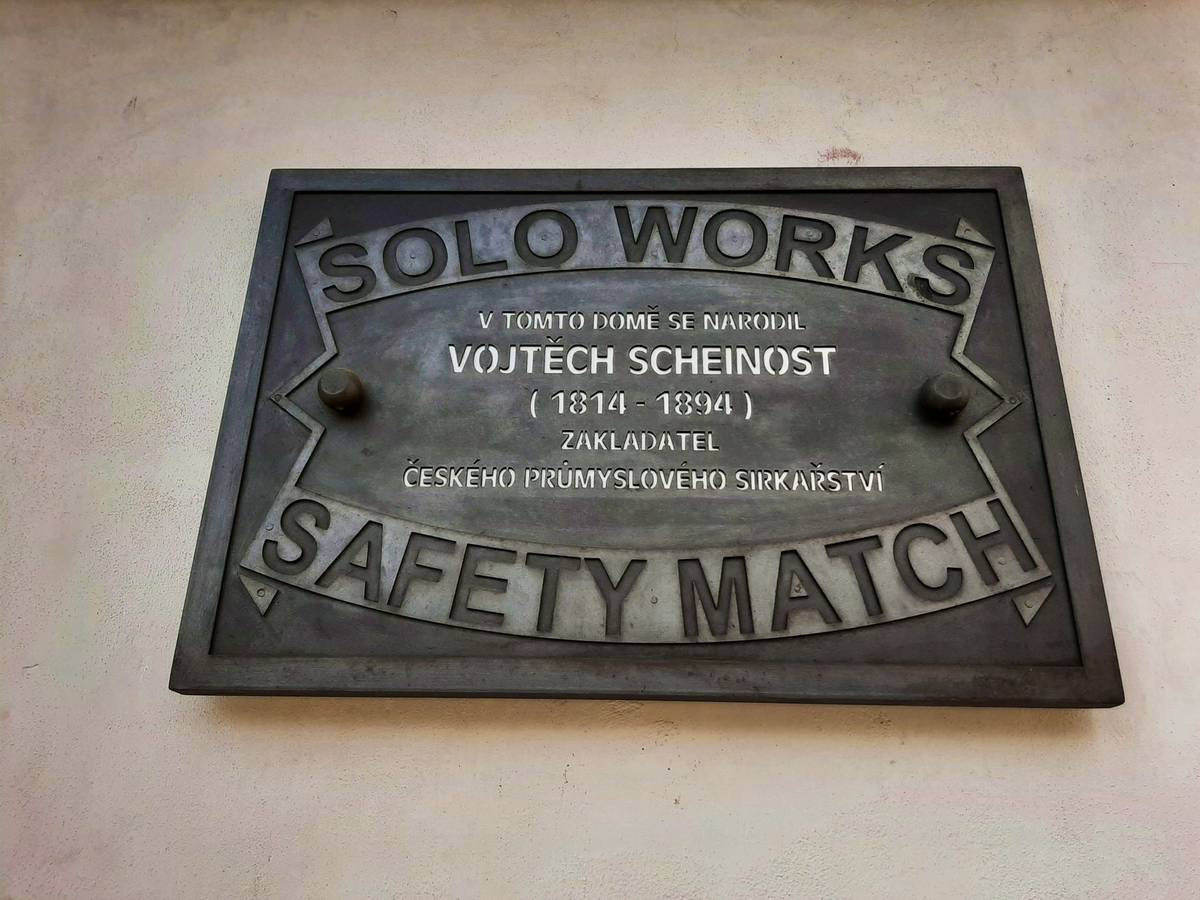 SOLO WORKS
V TOMTO DOMĚ SE NARODIL
VOJTĚCH SCHEINOST
( 1814 - 1894 )
ZAKLADATEL
ČESKÉHO PRŮMYSLOVÉHO SIRKAŘSTVÍ
SAFETY MATCH